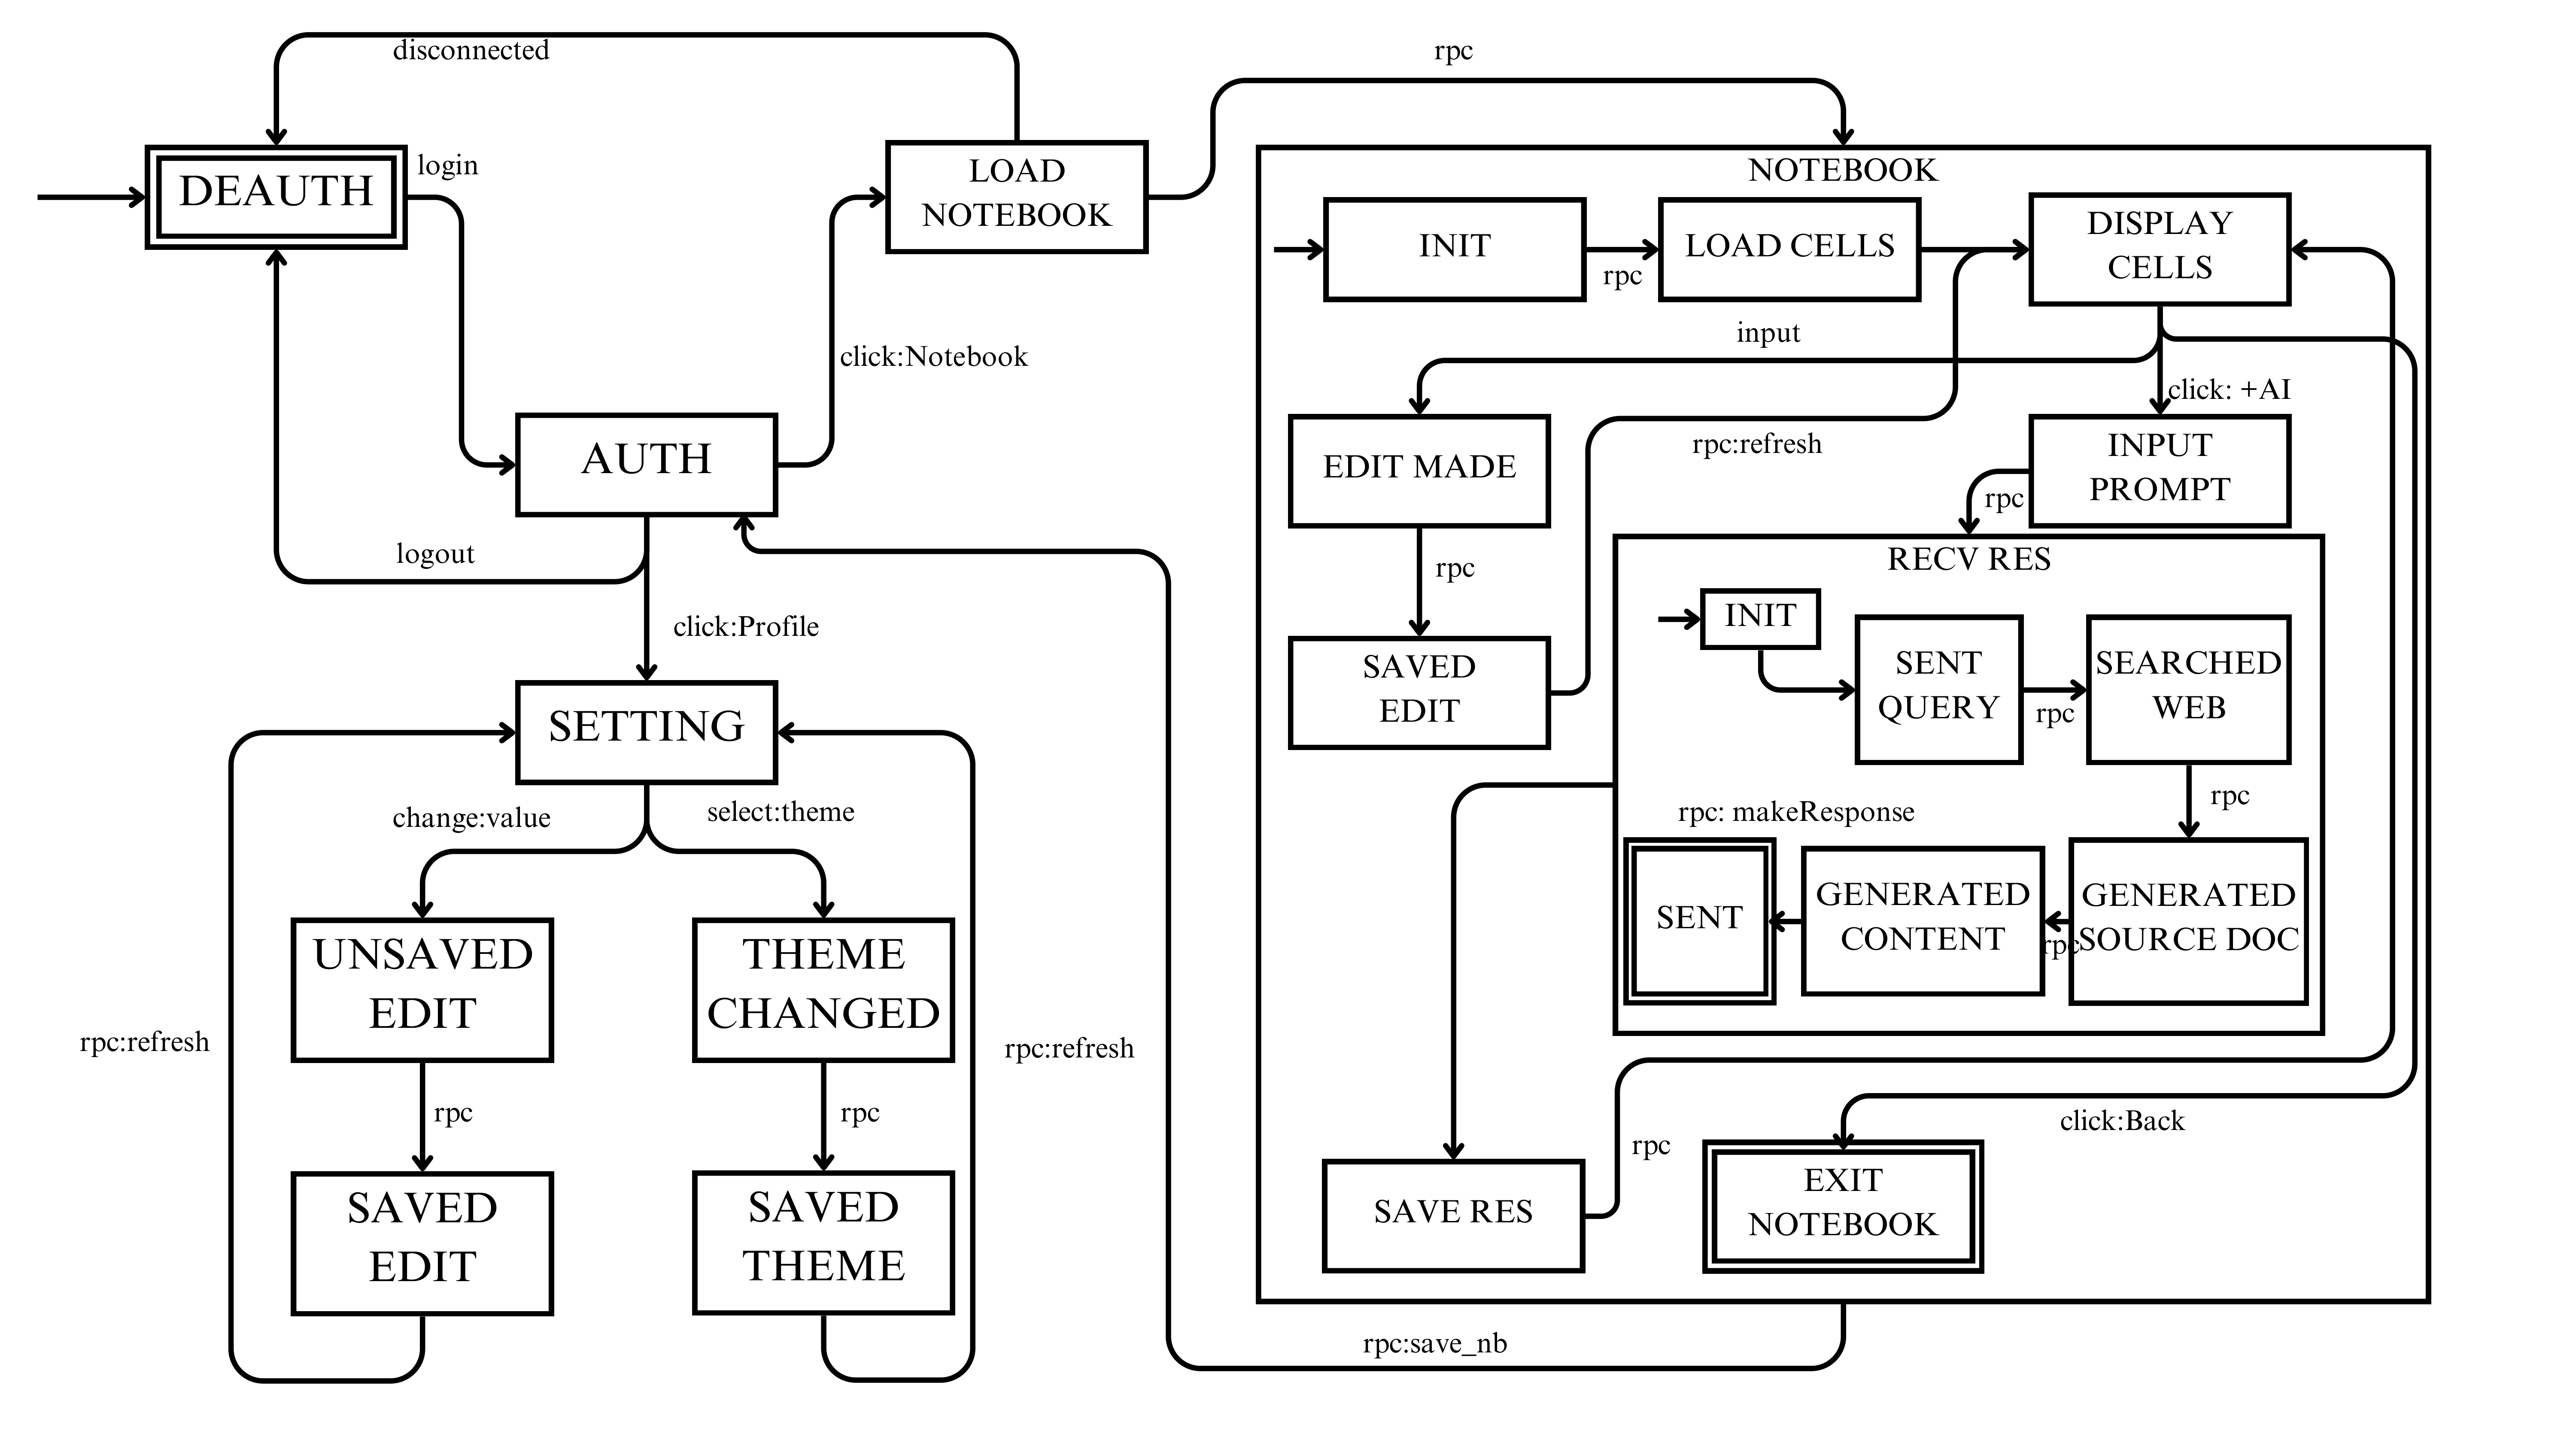 disconnected
rpc
DEAUTH
login
LOAD
NOTEBOOK
click:Notebook
AUTH
logout
click:Profile
SETTING
change:value
select:theme
UNSAVED
EDIT
THEME
CHANGED
rpc:refresh
rpc:refresh
rpc
rpc
SAVED
EDIT
SAVED
THEME
NOTEBOOK
INIT
rpc
LOAD CELLS
DISPLAY
CELLS
input
click: +AI
EDIT MADE
rpc:refresh
INPUT
PROMPT
rpc
rpc
SAVED
EDIT
RECV RES
INIT
SENT
QUERY
rpc
SEARCHED
WEB
rpc
rpc: makeResponse
SENT
GENERATED
CONTENT
rpc
GENERATED
SOURCE DOC
click:Back
rpc
SAVE RES
EXIT
NOTEBOOK
rpc:save_nb